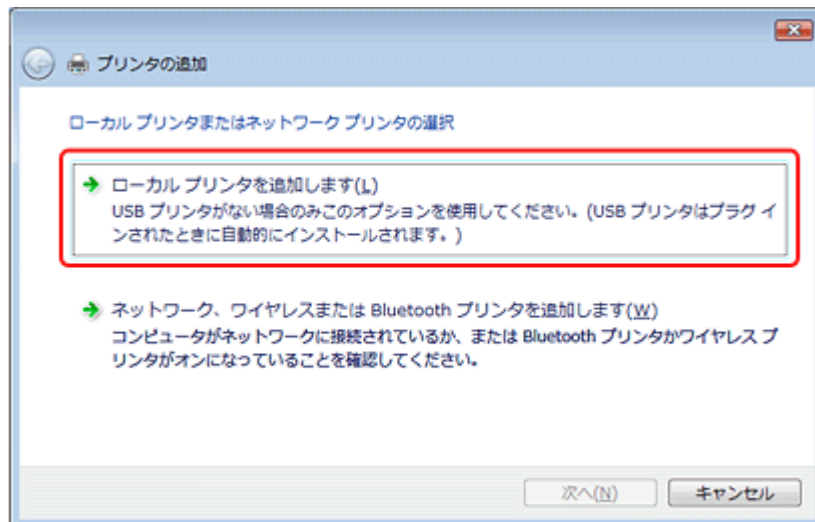 プリンタの追加
ローカル プリンタまたはネットワーク プリンタの選択
ローカル プリンタを追加します(L)
USB プリンタがない場合のみこのオプションを使用してください。(USB プリンタはプラグ イ
ンされたときに自動的にインストールされます。)
ネットワーク、ワイヤレスまたは Bluetooth プリンタを追加します(W)
コンピュータがネットワークに接続されているか、または Bluetooth プリンタかワイヤレス プ
リンタがオンになっていることを確認してください。
次へ(N)
キャンセル